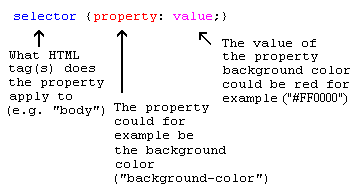 selector {property: value;}
What HTML
tag(s) does
the property
apply to
(e.g. "body")
The property
could for
example be
the background
color
("background-color")
The value of
the property
background color
could be red for
example ("#FF0000")